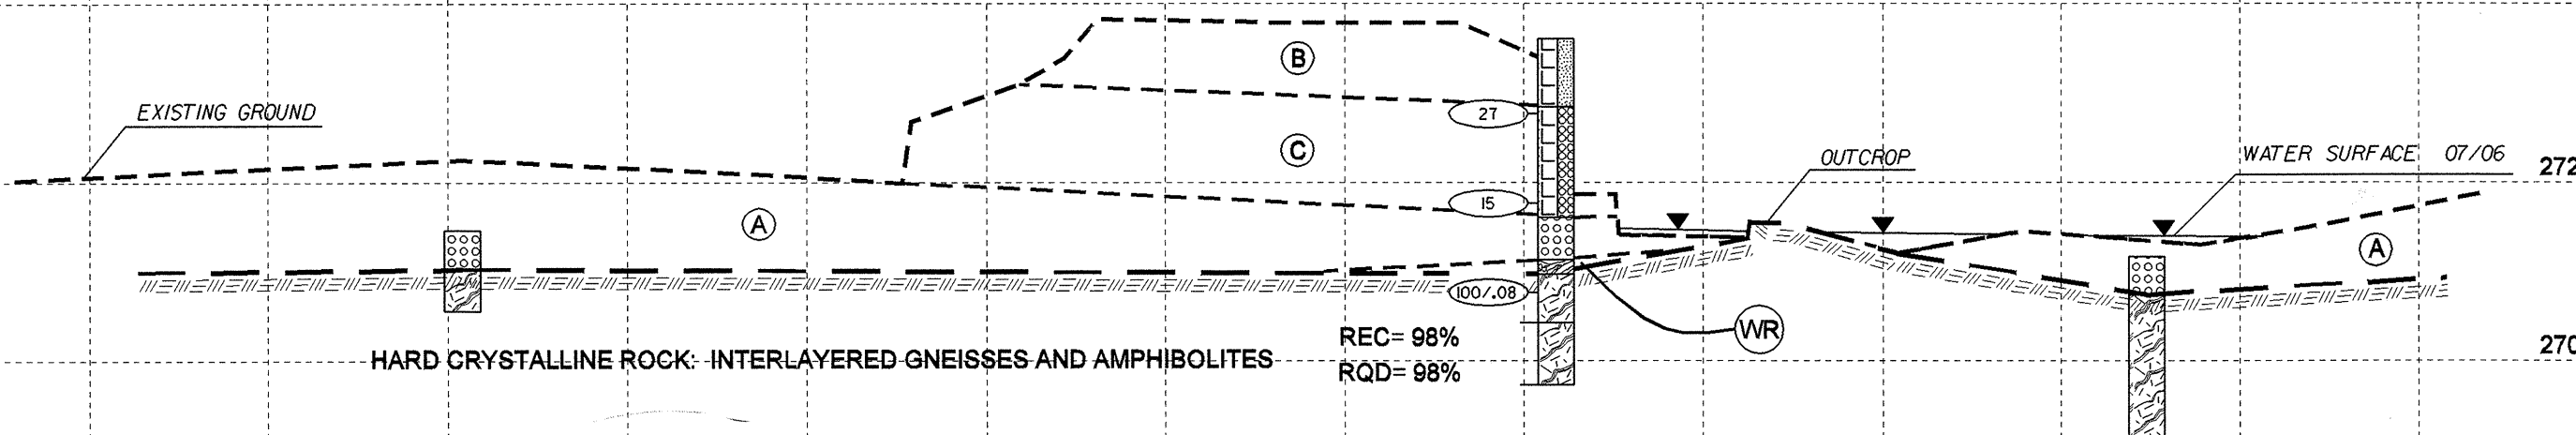 B
EXISTING GROUND
27
C
OUTCROP
WATER SURFACE 07/06
272
15
A
A
100/.08
WR
REC= 98%
HARD CRYSTALLINE ROCK: INTERLAYERED GNEISSES AND AMPHIBOLITES
270
RQD= 98%